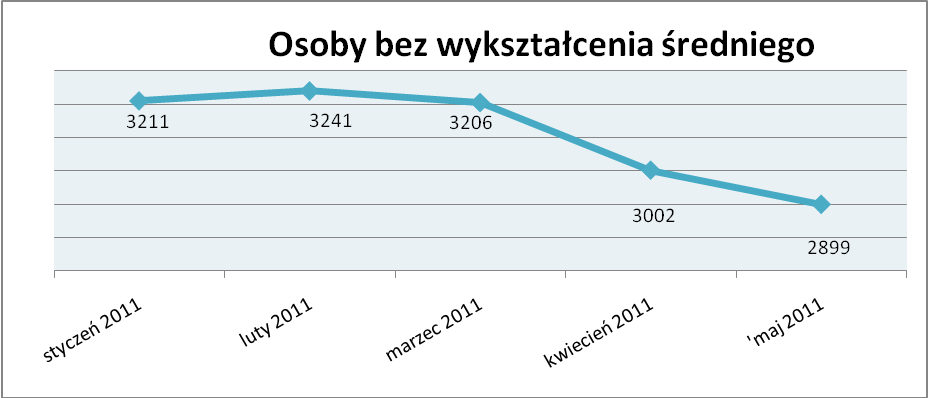 Osoby bez wykształcenia średniego
3211
3241
3206
3002
2899
styczeń 2011
luty 2011
marzec 2011
kwiecień 2011
'maj 2011